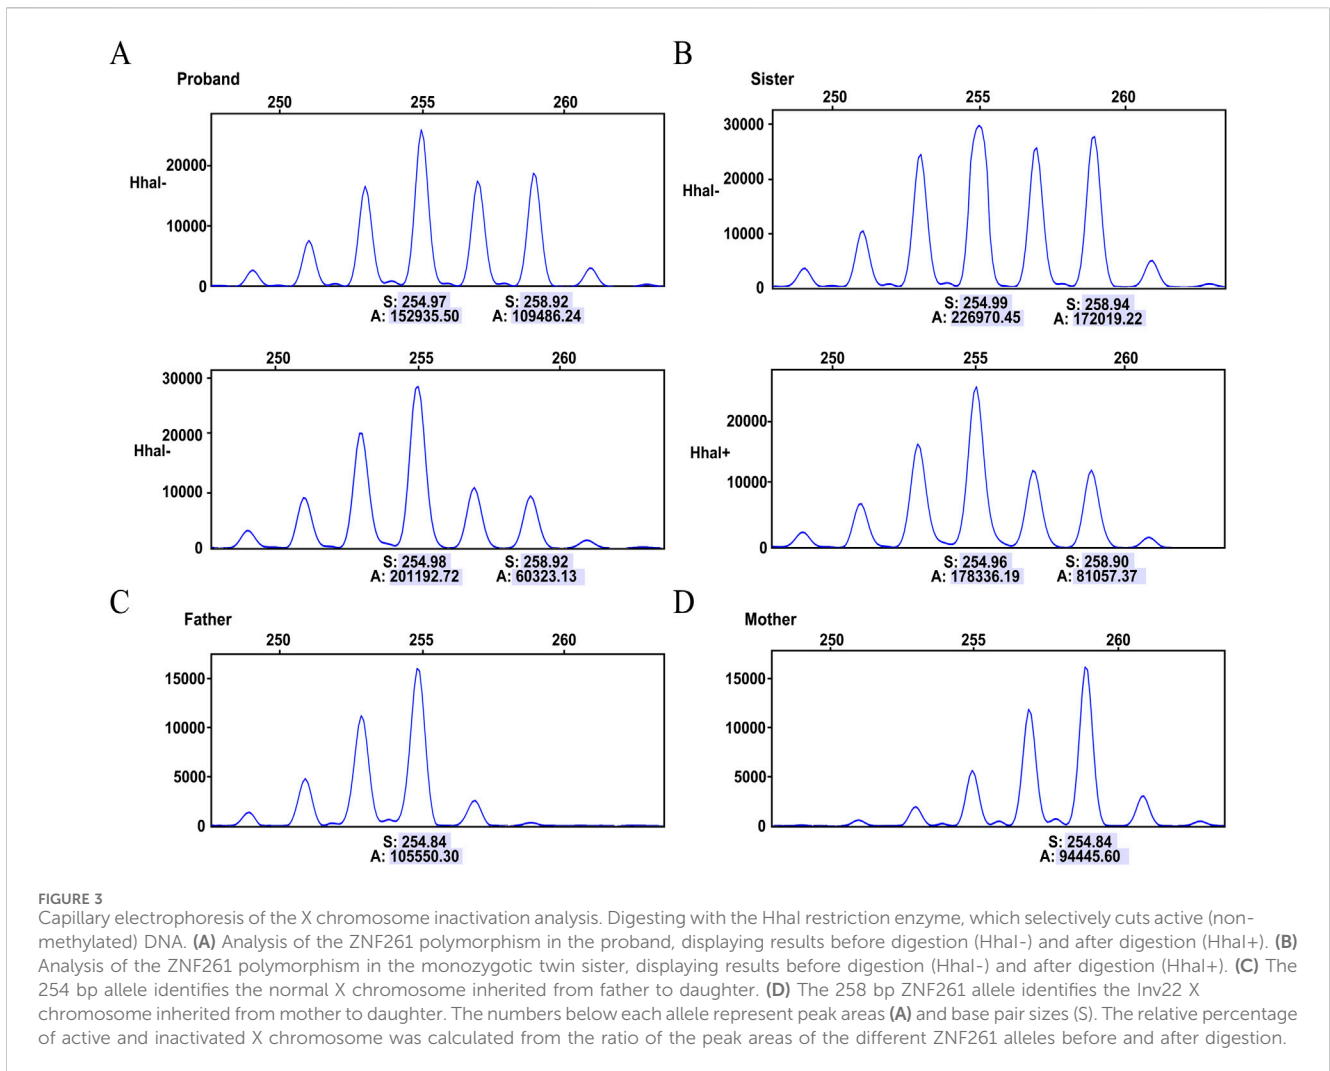 A
Proband
250 255 260
HhaI-
20000
10000
0
S: 254.97 S: 258.92
A: 152935.50 A: 109486.24
250 255 260
HhaI-
30000
20000
10000
0
S: 254.98 S: 258.92
A: 201192.72 A: 60323.13
B
Sister
250 255 260
HhaI-
30000
20000
10000
0
S: 254.99 S: 258.94
A: 226970.45 A: 172019.22
250 255 260
HhaI+
20000
10000
0
S: 254.96 S: 258.90
A: 178336.19 A: 81057.37
C
Father
250 255 260
15000
10000
5000
0
S: 254.84
A: 105550.30
D
Mother
250 255 260
15000
10000
5000
0
S: 254.84
A: 94445.60
FIGURE 3
Capillary electrophoresis of the X chromosome inactivation analysis. Digesting with the HhaI restriction enzyme, which selectively cuts active (non-
methylated) DNA. (A) Analysis of the ZNF261 polymorphism in the proband, displaying results before digestion (HhaI-) and after digestion (HhaI+). (B)
Analysis of the ZNF261 polymorphism in the monozygotic twin sister, displaying results before digestion (HhaI-) and after digestion (HhaI+). (C) The
254 bp allele identifies the normal X chromosome inherited from father to daughter. (D) The 258 bp ZNF261 allele identifies the Inv22 X
chromosome inherited from mother to daughter. The numbers below each allele represent peak areas (A) and base pair sizes (S). The relative percentage
of active and inactivated X chromosome was calculated from the ratio of the peak areas of the different ZNF261 alleles before and after digestion.